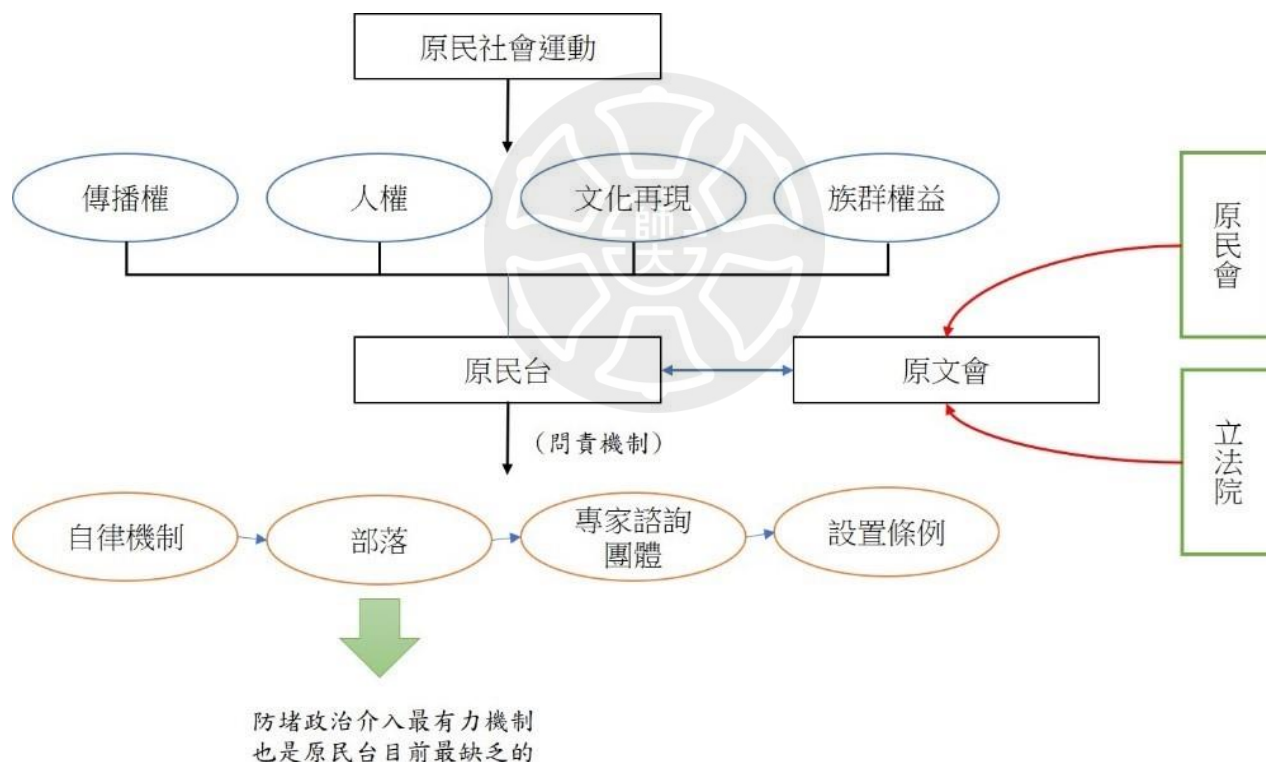 原民社會運動
傳播權
人權
文化再現
族群權益
原民會
師大
原民台
原文會
(問責機制)
立法院
自律機制
部落
專家諮詢
團體
設置條例
防堵政治介入最有力機制
也是原民台目前最缺乏的